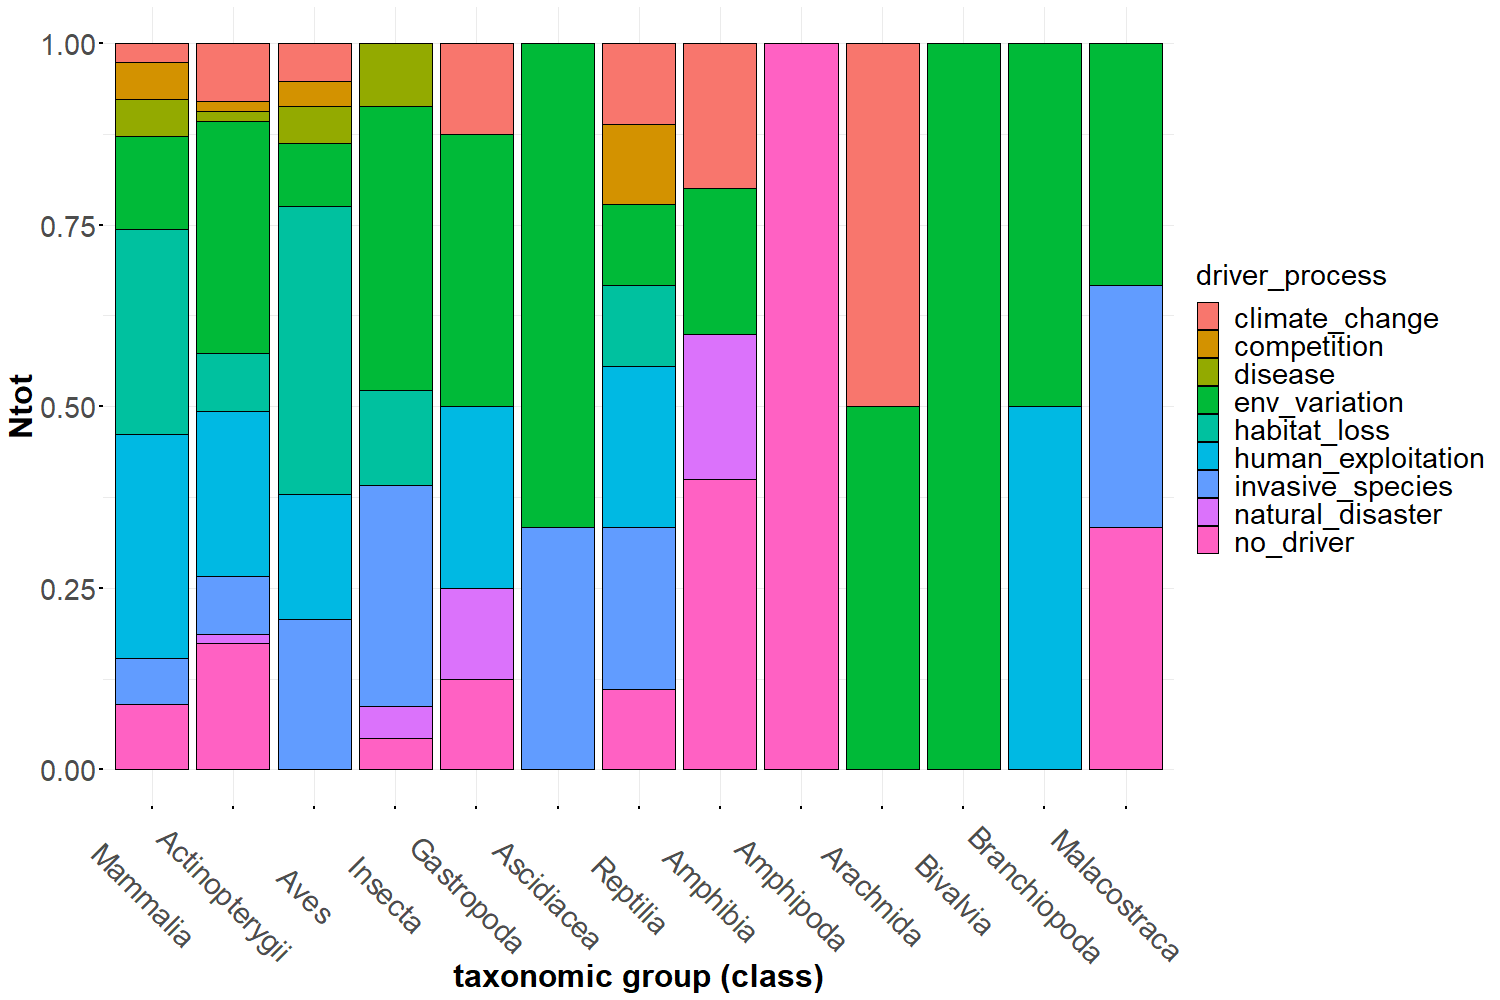 1.00
0.75
0.50
0.25
0.00
Ntot
Mammalia
Actinopterygii
Aves
Insecta
Gastropoda
Ascidiacea
Reptilia
Amphibia
Amphipoda
Arachnida
Bivalvia
Branchiopoda
Malacostraca
taxonomic group (class)
driver_process
climate_change
competition
disease
env_variation
habitat_loss
human_exploitation
invasive_species
natural_disaster
no_driver